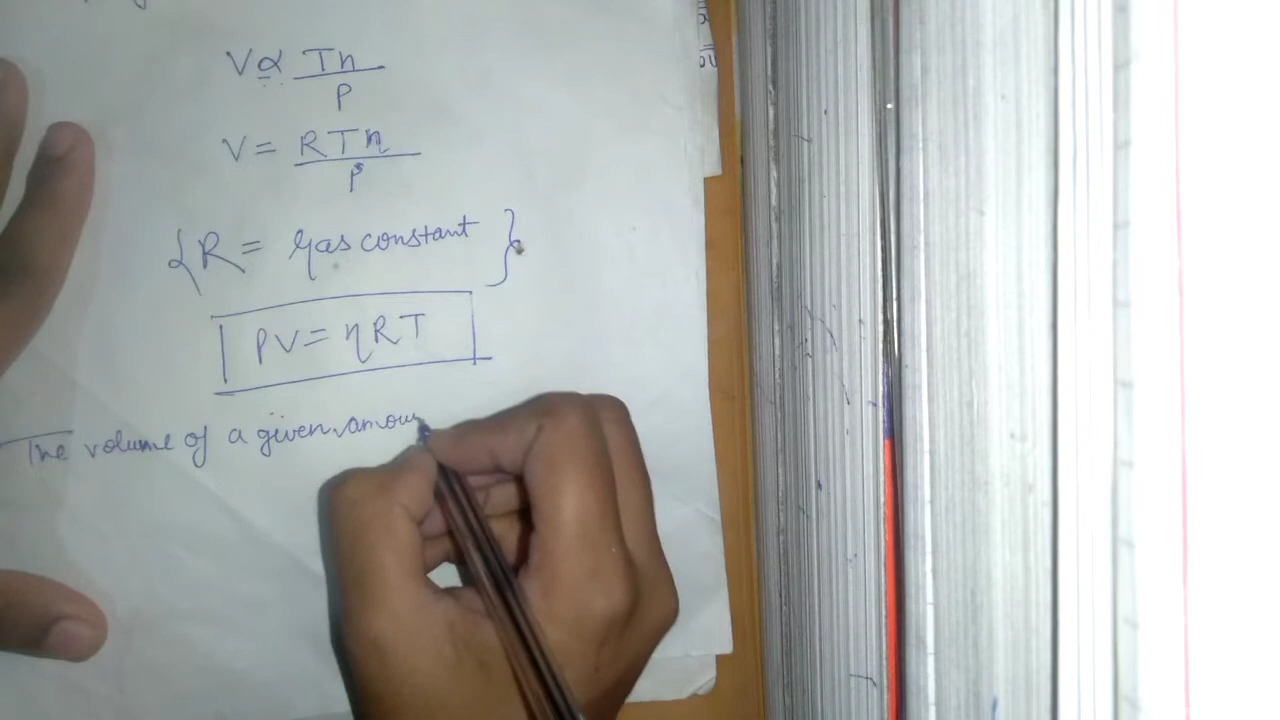 V ∝ Tn
P
V = RTn
P
{R = Gas constant}
PV = nRT
The volume of a given amou